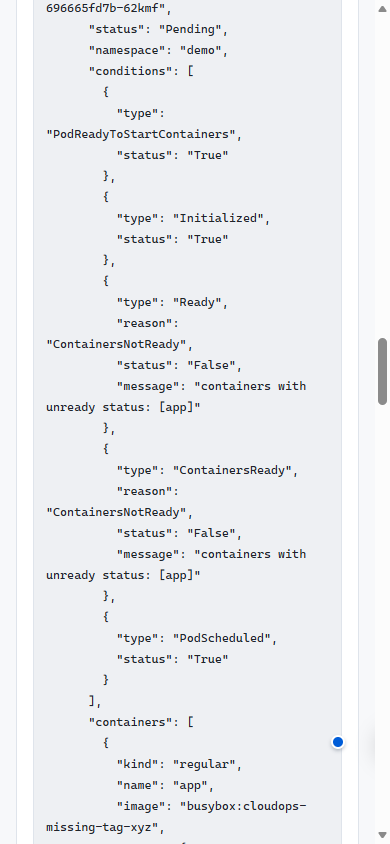 696665fd7b-62kmf",
"status": "Pending",
"namespace": "demo",
"conditions": [
{
"type":
"PodReadyToStartContainers",
"status": "True"
},
{
"type": "Initialized",
"status": "True"
},
{
"type": "Ready",
"reason":
"ContainersNotReady",
"status": "False",
"message": "containers with
unready status: [app]"
},
{
"type": "ContainersReady",
"reason":
"ContainersNotReady",
"status": "False",
"message": "containers with
unready status: [app]"
},
{
"type": "PodScheduled",
"status": "True"
}
],
"containers": [
{
"kind": "regular",
"name": "app",
"image": "busybox:cloudops-
missing-tag-xyz",